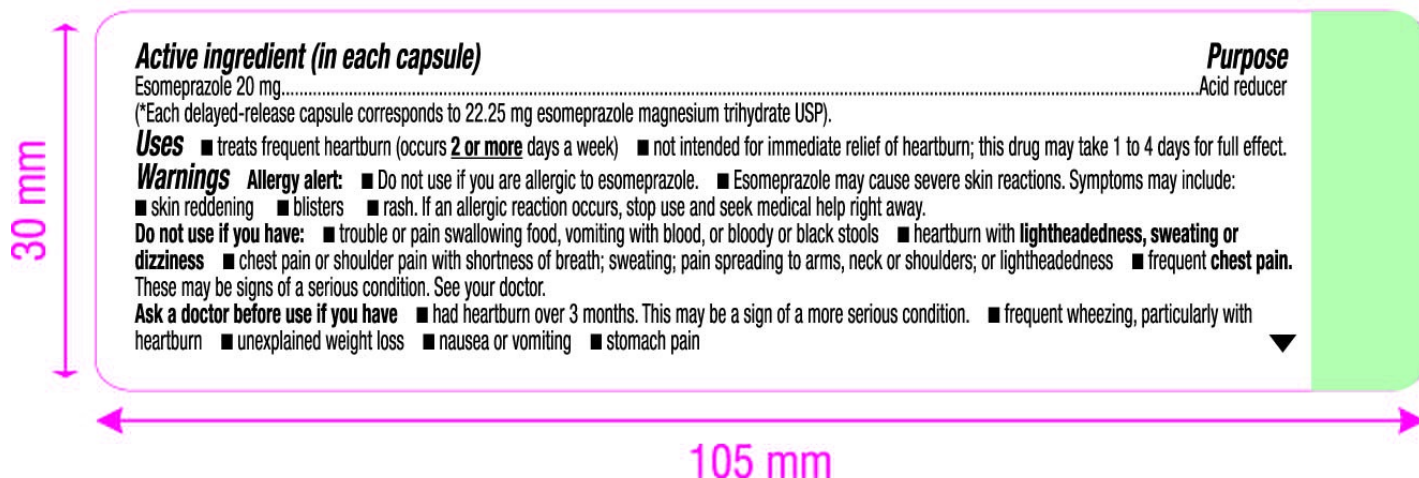 Active ingredient (in each capsule) Purpose
Esomeprazole 20 mg..........Acid reducer
(*Each delayed-release capsule corresponds to 22.25 mg esomeprazole magnesium trihydrate USP).
Uses ■ treats frequent heartburn (occurs 2 or more days a week) ■ not intended for immediate relief of heartburn; this drug may take 1 to 4 days for full effect.
Warnings Allergy alert: ■ Do not use if you are allergic to esomeprazole. ■ Esomeprazole may cause severe skin reactions. Symptoms may include:
■ skin reddening ■ blisters ■ rash. If an allergic reaction occurs, stop use and seek medical help right away.
Do not use if you have: ■ trouble or pain swallowing food, vomiting with blood, or bloody or black stools ■ heartburn with lightheadedness, sweating or
dizziness ■ chest pain or shoulder pain with shortness of breath; sweating; pain spreading to arms, neck or shoulders; or lightheadedness ■ frequent chest pain.
These may be signs of a serious condition. See your doctor.
Ask a doctor before use if you have ■ had heartburn over 3 months. This may be a sign of a more serious condition. ■ frequent wheezing, particularly with
heartburn ■ unexplained weight loss ■ nausea or vomiting ■ stomach pain
30 mm
105 mm